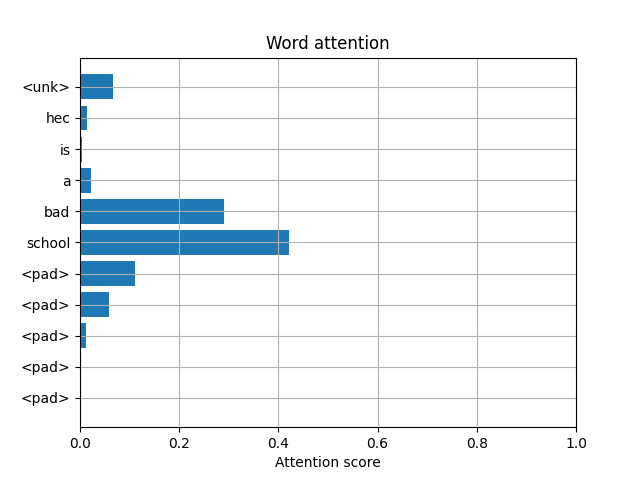 Word attention
<unk>
hec
is
a
bad
school
<pad>
<pad>
<pad>
<pad>
<pad>
0.0 0.2 0.4 0.6 0.8 1.0
Attention score